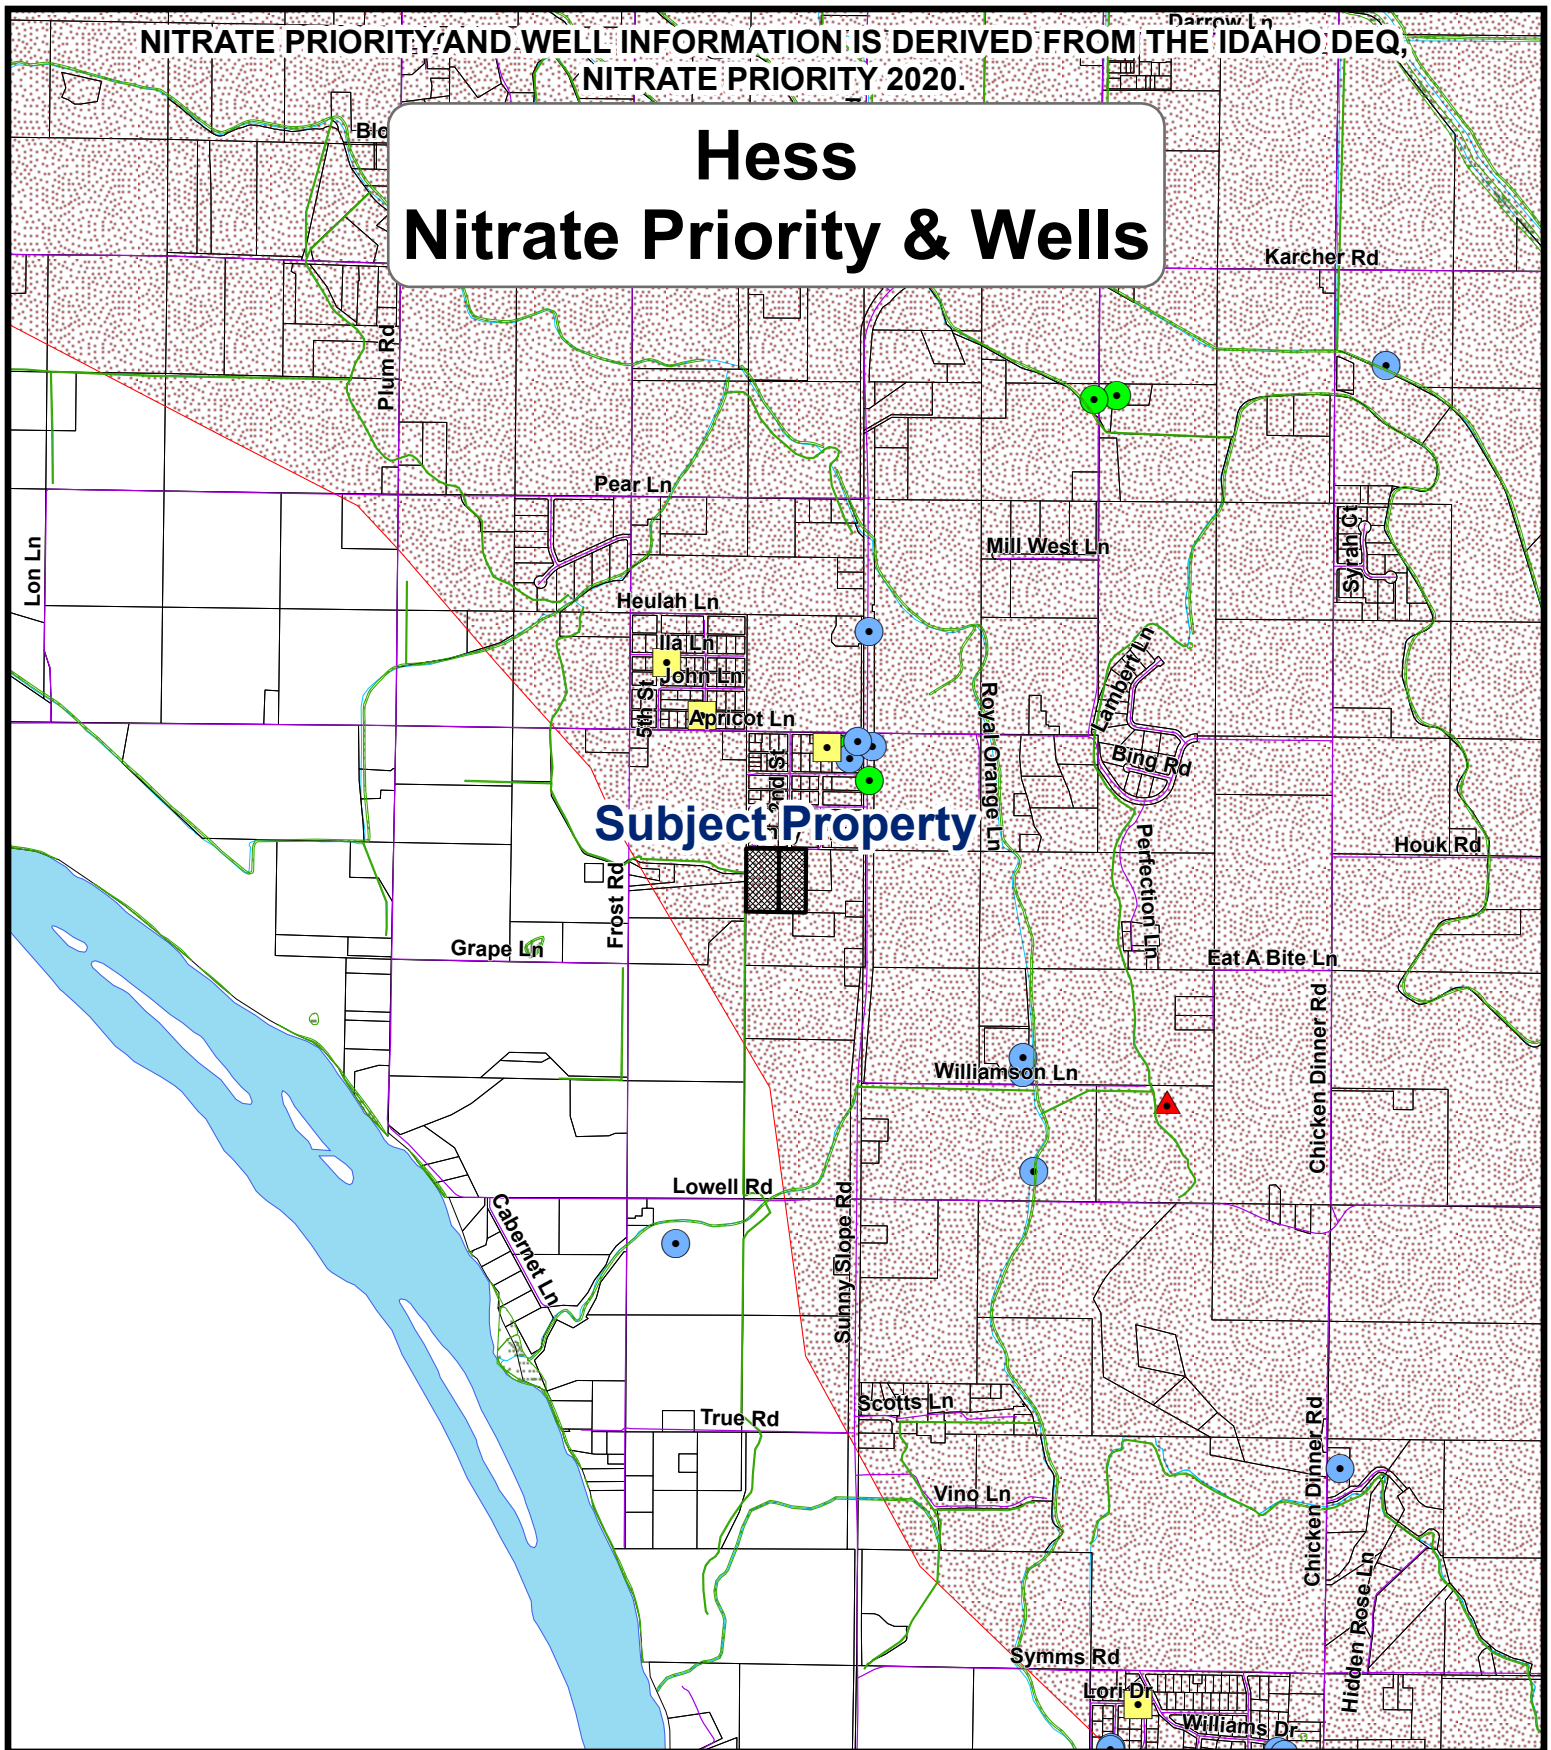 Darrow Ln
NITRATE PRIORITY AND WELL INFORMATION IS DERIVED FROM THE IDAHO DEQ,
NITRATE PRIORITY 2020.
Blo
Hess
Nitrate Priority & Wells
Karcher Rd
Plum Rd
Pear Ln
Lon Ln
Mill West Ln
Syrah Ct
Heulah Ln
Ila Ln
John Ln
5th St
Apricot Ln
Lambert Ln
Royal Orange Ln
Bing Rd
2nd St
Subject Property
Perfection Ln
Houk Rd
Frost Rd
Grape Ln
Eat A Bite Ln
Chicken Dinner Rd
Williamson Ln
Lowell Rd
Cabernet Ln
Sunny Slope Rd
True Rd
Scotts Ln
Chicken Dinner Rd
Vino Ln
Hidden Rose Ln
Symms Rd
Lori Dr
Williams Dr